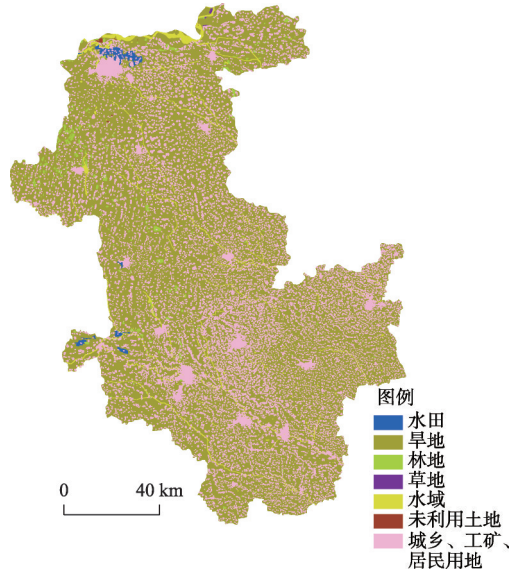 图例
水田
旱地
林地
草地
水域
未利用土地
城乡、工矿、
居民用地
0 40 km